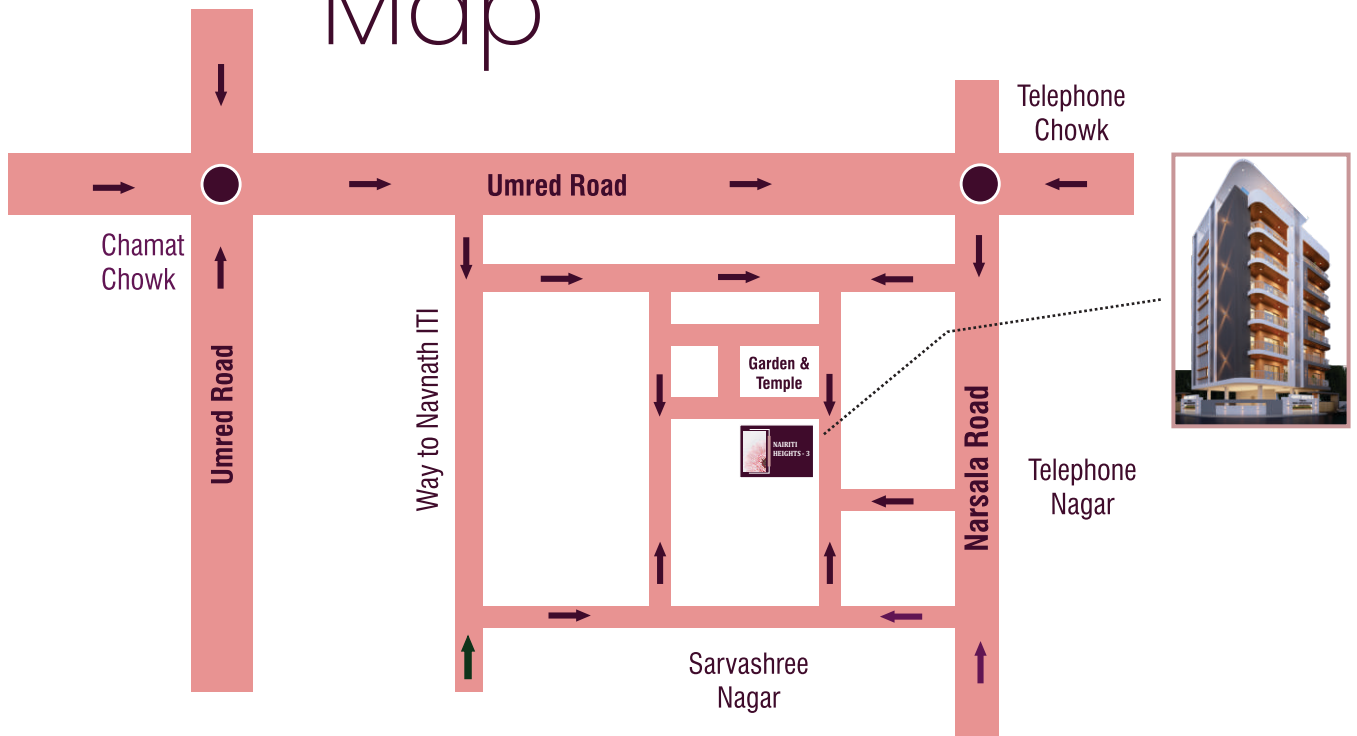 Map
Telephone
Chowk
Umred Road
Chamat
Chowk
Umred Road
Way to Navnath ITI
Garden &
Temple
NAIRITI
HEIGHTS - 3
Narsala Road
Telephone
Nagar
Sarvashree
Nagar